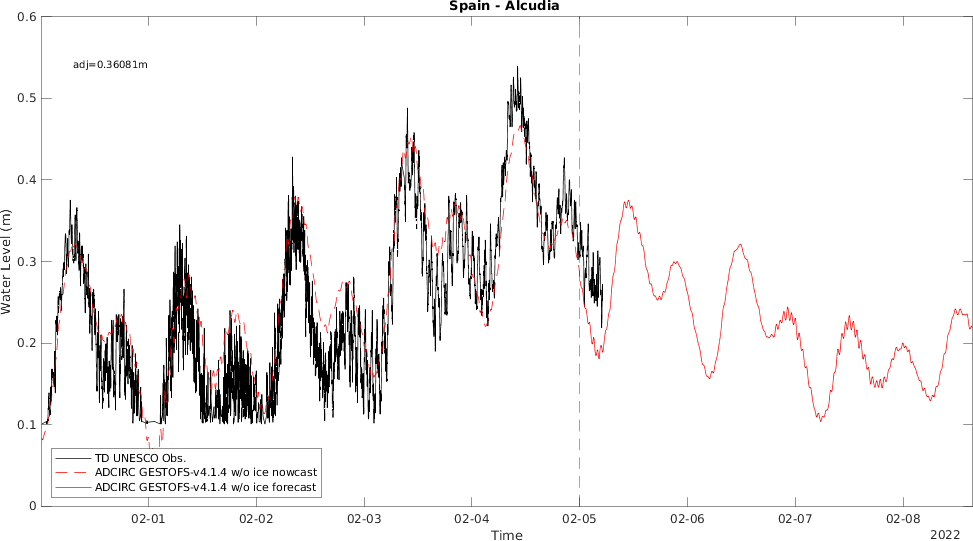 Spain - Alcudia
adj=0.36081m
0.6
0.5
0.4
0.3
0.2
0.1
0
Water Level (m)
TD UNESCO Obs.
ADCIRC GESTOFS-v4.1.4 w/o ice nowcast
ADCIRC GESTOFS-v4.1.4 w/o ice forecast
02-01 02-02 02-03 02-04 02-05 02-06 02-07 02-08
Time
2022